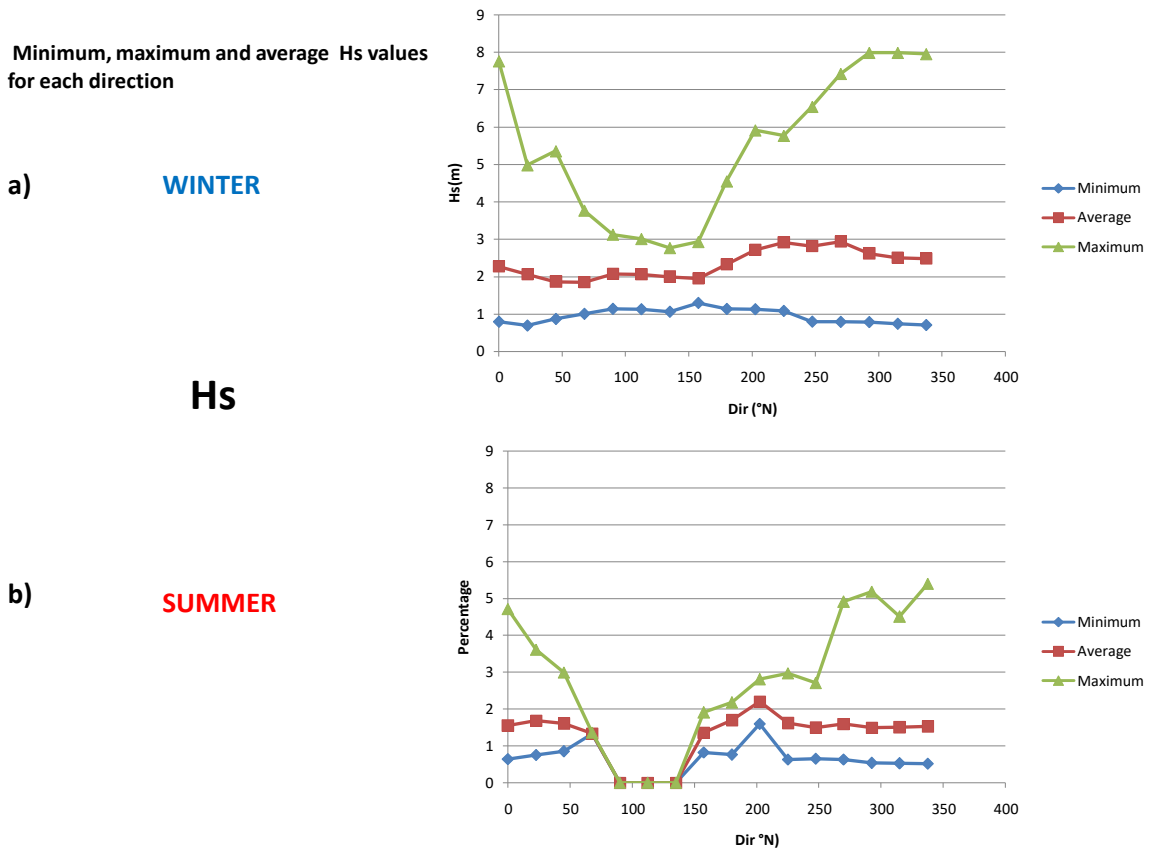 Minimum, maximum and average Hs values
for each direction
a)
WINTER
9
8
7
6
5
4
3
2
1
0
Hs(m)
0 50 100 150 200 250 300 350 400
Dir (°N)
Minimum
Average
Maximum
Hs
b)
SUMMER
9
8
7
6
5
4
3
2
1
0
Percentage
0 50 100 150 200 250 300 350 400
Dir °N)
Minimum
Average
Maximum